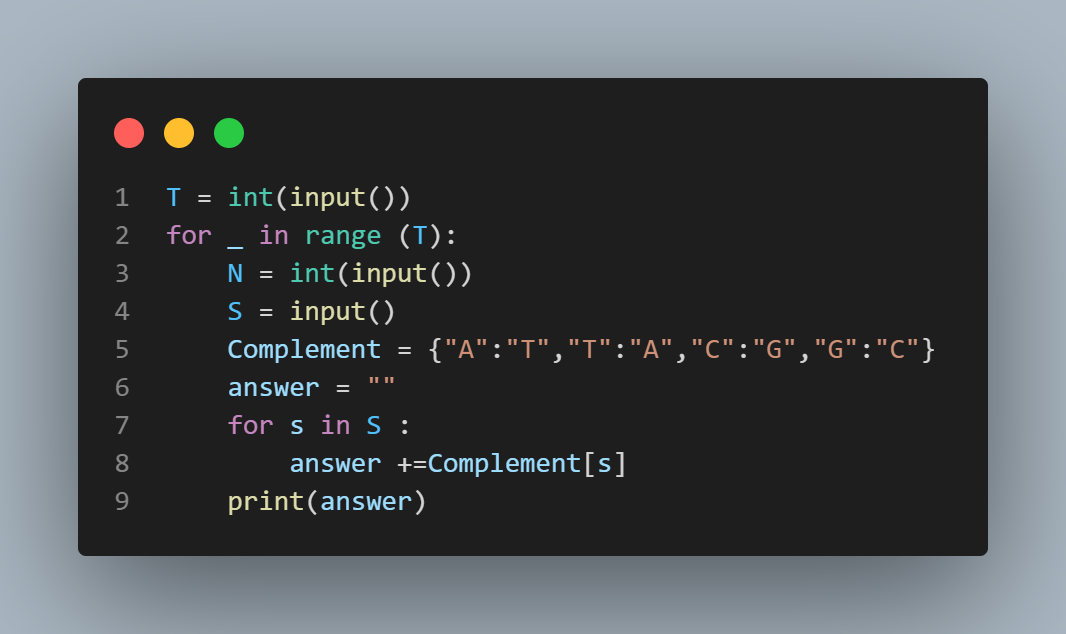 1 T = int(input())
2 for _ in range (T):
3     N = int(input())
4     S = input()
5     Complement = {"A":"T","T":"A","C":"G","G":"C"}
6     answer = ""
7     for s in S :
8         answer +=Complement[s]
9     print(answer)